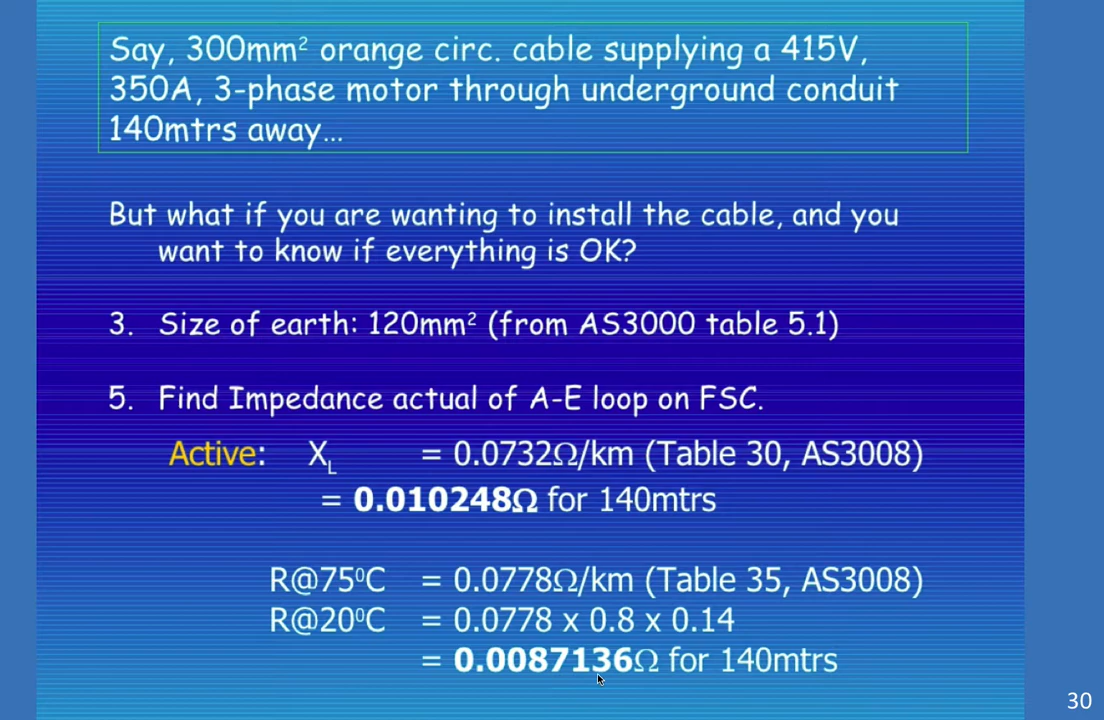 Say, 300mm² orange circ. cable supplying a 415V,
350A, 3-phase motor through underground conduit
140mtrs away...
But what if you are wanting to install the cable, and you
want to know if everything is OK?
3. Size of earth: 120mm² (from AS3000 table 5.1)
5. Find Impedance actual of A-E loop on FSC.
Active: X_L = 0.0732Ω/km (Table 30, AS3008)
= 0.010248Ω for 140mtrs
R@75⁰C = 0.0778Ω/km (Table 35, AS3008)
R@20⁰C = 0.0778 x 0.8 x 0.14
= 0.0087136Ω for 140mtrs
30